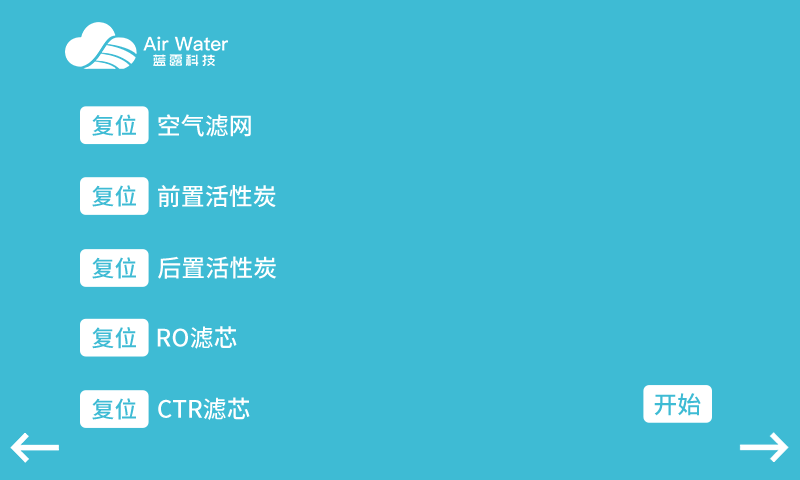 Air Water
蓝露科技
复位 空气滤网
复位 前置活性炭
复位 后置活性炭
复位 RO滤芯
复位 CTR滤芯
开始